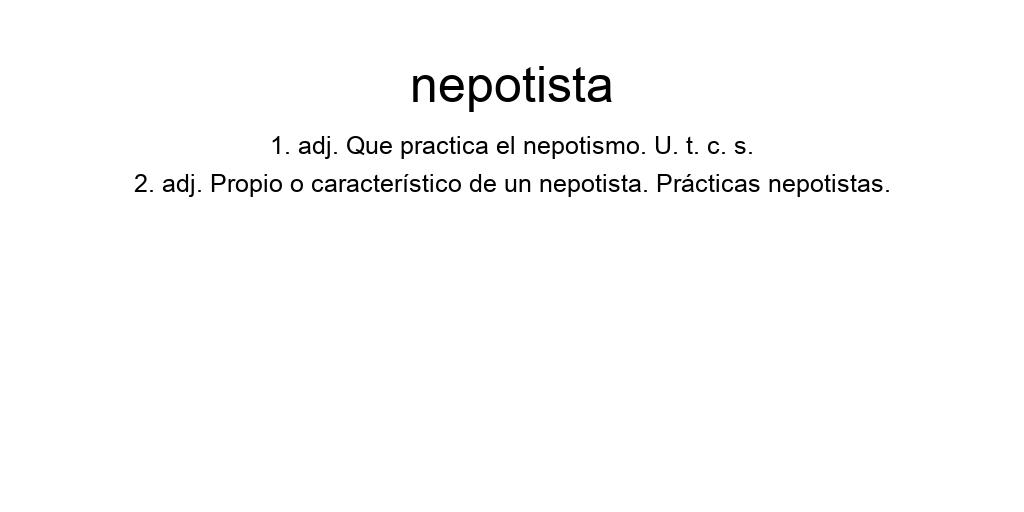 nepotista
1. adj. Que practica el nepotismo. U. t. c. s.
2. adj. Propio o característico de un nepotista. Prácticas nepotistas.